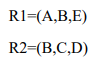 R1=(A,B,E)
R2=(B,C,D)